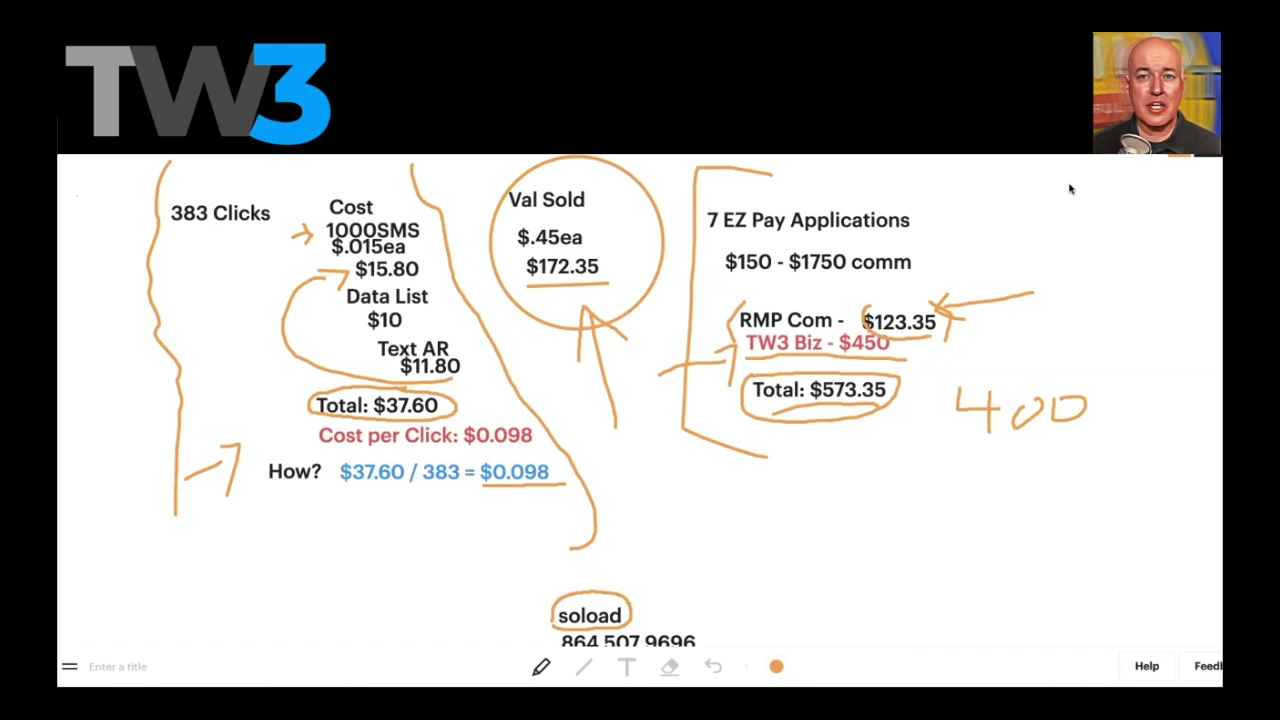 TW3
383 Clicks
Cost
1000SMS
$.015ea
$15.80
Data List
$10
Text AR
$11.80
Total: $37.60
Cost per Click: $0.098
How? $37.60 / 383 = $0.098
Val Sold
$.45ea
$172.35
7 EZ Pay Applications
$150 - $1750 comm
RMP Com - $123.35
TW3 Biz - $450
Total: $573.35
400
soload
864.507.9696
Enter a title
T
Help
Feedb